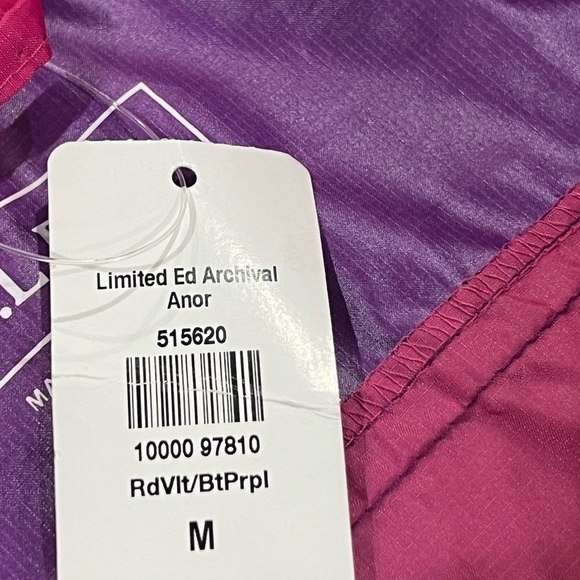 Limited Ed Archival
Anor
515620
10000 97810
RdVlt/BtPrpl
M